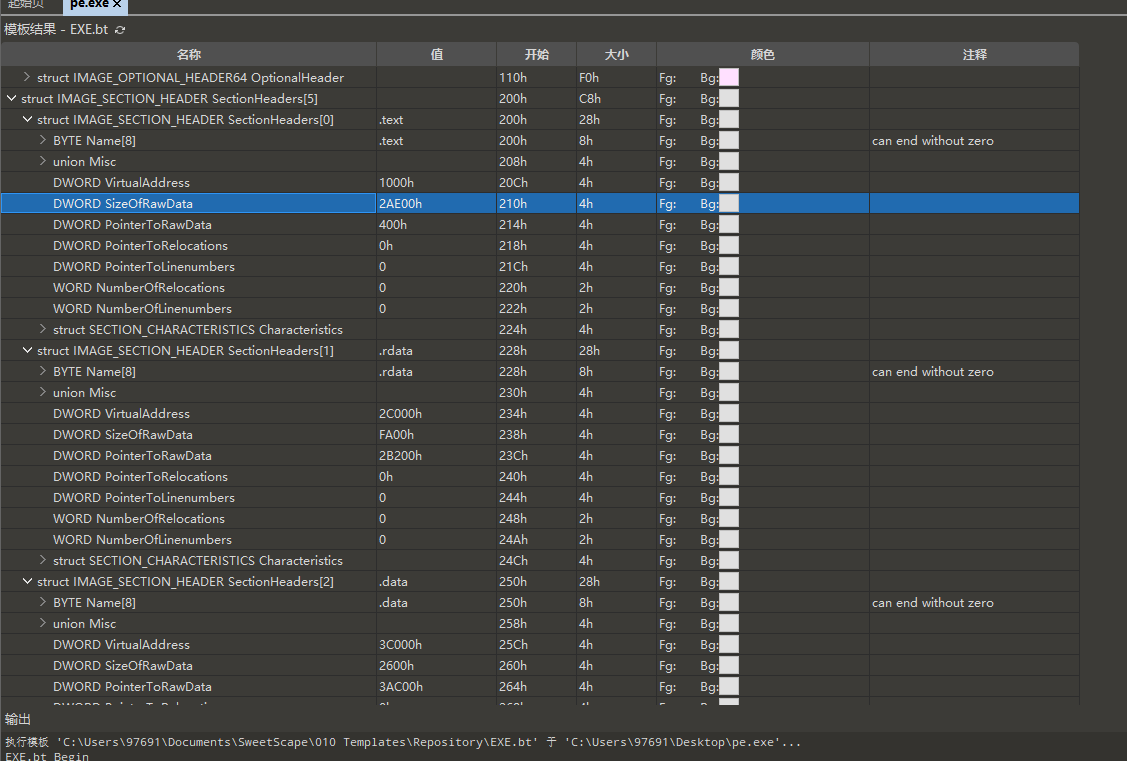 起始页 pe.exe ×
模板结果 - EXE.bt
名称 值 开始 大小 颜色 注释
struct IMAGE_OPTIONAL_HEADER64 OptionalHeader 110h F0h Fg: Bg:
struct IMAGE_SECTION_HEADER SectionHeaders[5] 200h C8h Fg: Bg:
struct IMAGE_SECTION_HEADER SectionHeaders[0] .text 200h 28h Fg: Bg:
BYTE Name[8] .text 200h 8h Fg: Bg: can end without zero
union Misc 208h 4h Fg: Bg:
DWORD VirtualAddress 1000h 20Ch 4h Fg: Bg:
DWORD SizeOfRawData 2AE00h 210h 4h Fg: Bg:
DWORD PointerToRawData 400h 214h 4h Fg: Bg:
DWORD PointerToRelocations 0h 218h 4h Fg: Bg:
DWORD PointerToLinenumbers 0 21Ch 4h Fg: Bg:
WORD NumberOfRelocations 0 220h 2h Fg: Bg:
WORD NumberOfLinenumbers 0 222h 2h Fg: Bg:
struct SECTION_CHARACTERISTICS Characteristics 224h 4h Fg: Bg:
struct IMAGE_SECTION_HEADER SectionHeaders[1] .rdata 228h 28h Fg: Bg:
BYTE Name[8] .rdata 228h 8h Fg: Bg: can end without zero
union Misc 230h 4h Fg: Bg:
DWORD VirtualAddress 2C000h 234h 4h Fg: Bg:
DWORD SizeOfRawData FA00h 238h 4h Fg: Bg:
DWORD PointerToRawData 2B200h 23Ch 4h Fg: Bg:
DWORD PointerToRelocations 0h 240h 4h Fg: Bg:
DWORD PointerToLinenumbers 0 244h 4h Fg: Bg:
WORD NumberOfRelocations 0 248h 2h Fg: Bg:
WORD NumberOfLinenumbers 0 24Ah 2h Fg: Bg:
struct SECTION_CHARACTERISTICS Characteristics 24Ch 4h Fg: Bg:
struct IMAGE_SECTION_HEADER SectionHeaders[2] .data 250h 28h Fg: Bg:
BYTE Name[8] .data 250h 8h Fg: Bg: can end without zero
union Misc 258h 4h Fg: Bg:
DWORD VirtualAddress 3C000h 25Ch 4h Fg: Bg:
DWORD SizeOfRawData 2600h 260h 4h Fg: Bg:
DWORD PointerToRawData 3AC00h 264h 4h Fg: Bg:
输出
执行模板 'C:\Users\97691\Documents\SweetScape\010 Templates\Repository\EXE.bt' 于 'C:\Users\97691\Desktop\pe.exe'...
EXE.bt Begin